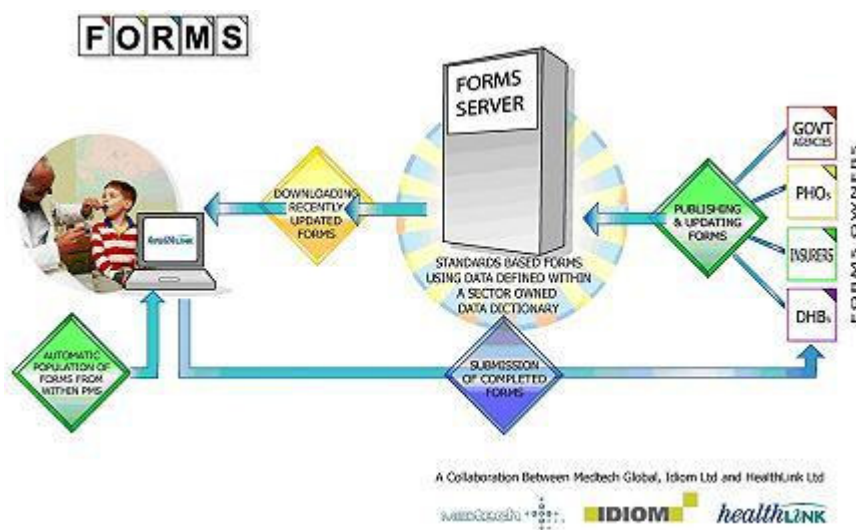 FORMS
FORMS
SERVER
GOVT
AGENCIES
PHOs
INSURERS
DHBs
FORMS OWNERS
DOWNLOADING
RECENTLY
UPDATED
FORMS
PUBLISHING
& UPDATING
FORMS
healthLINK
STANDARDS BASED FORMS
USING DATA DEFINED WITHIN
A SECTOR OWNED
DATA DICTIONARY
AUTOMATIC
POPULATION OF
FORMS FROM
WITHIN PMS
SUBMISSION
OF COMPLETED
FORMS
A Collaboration Between Medtech Global, Idiom Ltd and HealthLink Ltd
medtech
IDIOM
healthLINK